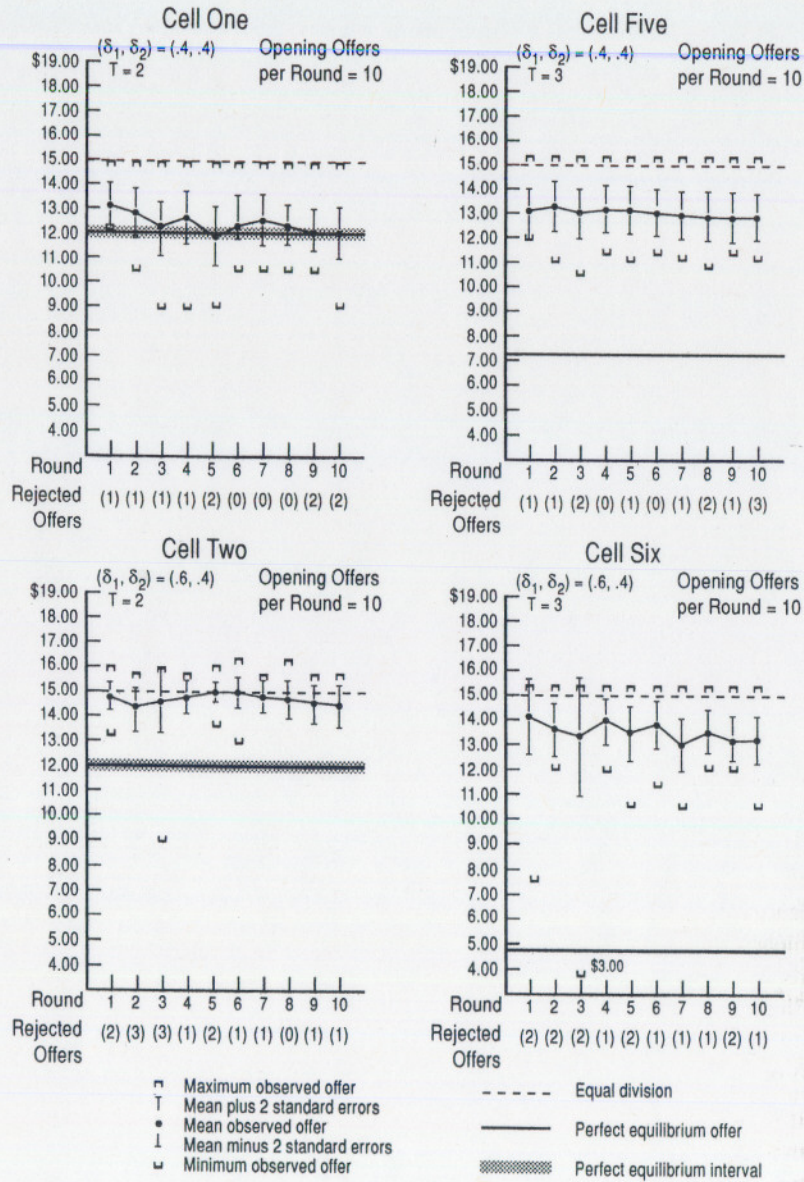 Cell One
(δ₁, δ₂) = (.4, .4) Opening Offers
T = 2 per Round = 10
$19.00
18.00
17.00
16.00
15.00
14.00
13.00
12.00
11.00
10.00
9.00
8.00
7.00
6.00
5.00
4.00
Round 1 2 3 4 5 6 7 8 9 10
Rejected Offers (1) (1) (1) (1) (2) (0) (0) (0) (2) (2)
Cell Five
(δ₁, δ₂) = (.4, .4) Opening Offers
T = 3 per Round = 10
$19.00
18.00
17.00
16.00
15.00
14.00
13.00
12.00
11.00
10.00
9.00
8.00
7.00
6.00
5.00
4.00
Round 1 2 3 4 5 6 7 8 9 10
Rejected Offers (1) (1) (2) (0) (1) (0) (1) (2) (1) (3)
Cell Two
(δ₁, δ₂) = (.6, .4) Opening Offers
T = 2 per Round = 10
$19.00
18.00
17.00
16.00
15.00
14.00
13.00
12.00
11.00
10.00
9.00
8.00
7.00
6.00
5.00
4.00
Round 1 2 3 4 5 6 7 8 9 10
Rejected Offers (2) (3) (3) (1) (2) (1) (1) (0) (1) (1)
Cell Six
(δ₁, δ₂) = (.6, .4) Opening Offers
T = 3 per Round = 10
$19.00
18.00
17.00
16.00
15.00
14.00
13.00
12.00
11.00
10.00
9.00
8.00
7.00
6.00
5.00
4.00
$3.00
Round 1 2 3 4 5 6 7 8 9 10
Rejected Offers (2) (2) (2) (1) (2) (1) (1) (1) (2) (1)
Maximum observed offer
Mean plus 2 standard errors
Mean observed offer
Mean minus 2 standard errors
Minimum observed offer
Equal division
Perfect equilibrium offer
Perfect equilibrium interval